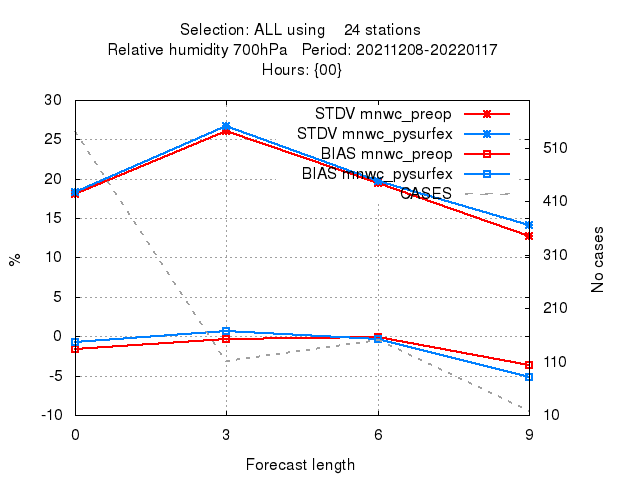 Selection: ALL using 24 stations
Relative humidity 700hPa Period: 20211208-20220117
Hours: {00}
30
25
20
15
10
5
0
-5
-10
%
STDV mnwc_preop
STDV mnwc_pysurfex
BIAS mnwc_preop
BIAS mnwc_pysurfex
CASES
510
410
310
210
110
10
No cases
0 3 6 9
Forecast length